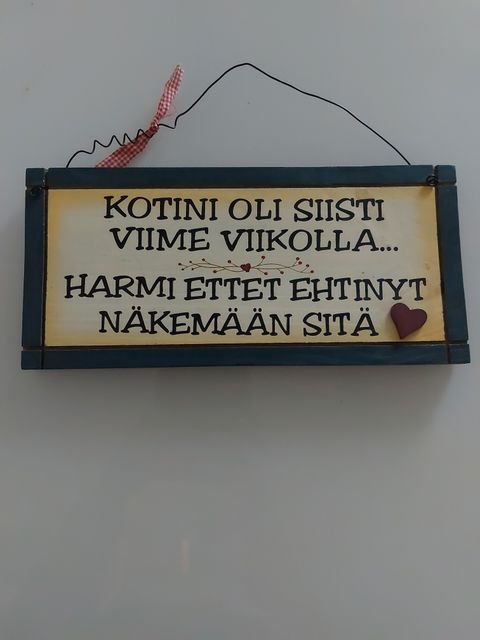 KOTINI OLI SIISTI
VIIME VIIKOLLA...
HARMI ETTET EHTINYT
NÄKEMÄÄN SITÄ